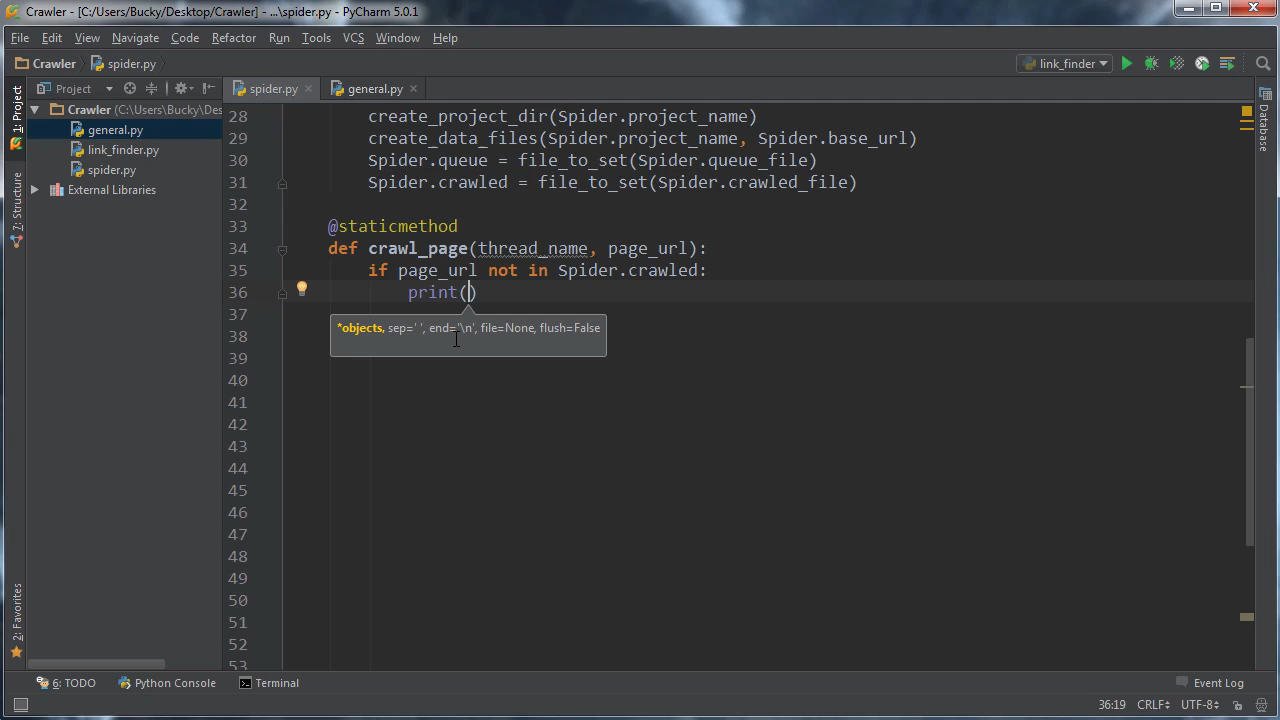 Crawler - [C:/Users/Bucky/Desktop/Crawler] - ...\spider.py - PyCharm 5.0.1
File Edit View Navigate Code Refactor Run Tools VCS Window Help
Crawler spider.py link_finder
1: Project
7: Structure
2: Favorites
Project
Crawler (C:\Users\Bucky\Des
general.py
link_finder.py
spider.py
External Libraries
spider.py general.py
28 create_project_dir(Spider.project_name)
29 create_data_files(Spider.project_name, Spider.base_url)
30 Spider.queue = file_to_set(Spider.queue_file)
31 Spider.crawled = file_to_set(Spider.crawled_file)
32
33 @staticmethod
34 def crawl_page(thread_name, page_url):
35 if page_url not in Spider.crawled:
36 print()
37
*objects, sep=' ', end='\n', file=None, flush=False
38
39
40
41
42
43
44
45
46
47
48
49
50
51
52
53
Database
6: TODO Python Console Terminal Event Log
36:19 CRLF UTF-8